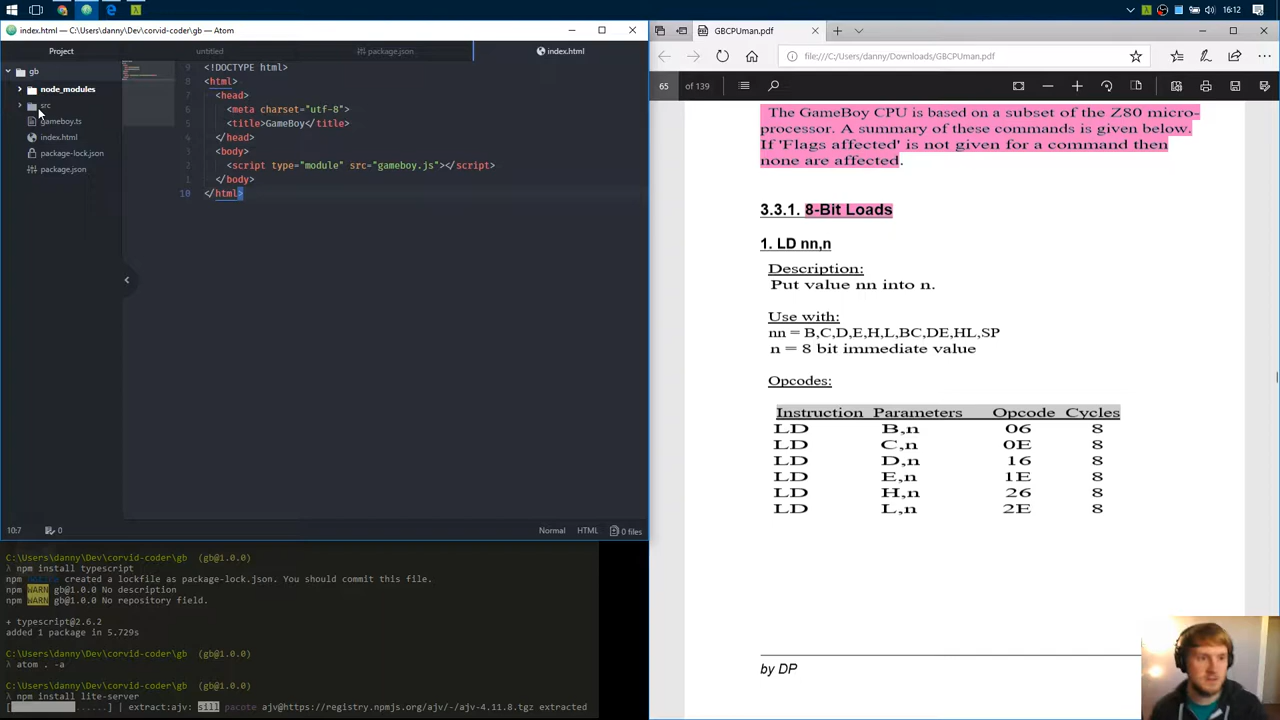 16:12
index.html — C:\Users\danny\Dev\corvid-coder\gb — Atom
Project
gb
node_modules
src
gameboy.ts
index.html
package-lock.json
package.json
untitled
package.json
index.html
9 <!DOCTYPE html>
8 <html>
7 <head>
6 <meta charset="utf-8">
5 <title>GameBoy</title>
4 </head>
3 <body>
2 <script type="module" src="gameboy.js"></script>
1 </body>
10 </html>
10:7
0
Normal
HTML
0 files
C:\Users\danny\Dev\corvid-coder\gb (gb@1.0.0)
λ npm install typescript
npm created a lockfile as package-lock.json. You should commit this file.
npm WARN gb@1.0.0 No description
npm WARN gb@1.0.0 No repository field.
+ typescript@2.6.2
added 1 package in 5.729s
C:\Users\danny\Dev\corvid-coder\gb (gb@1.0.0)
λ atom . -a
C:\Users\danny\Dev\corvid-coder\gb (gb@1.0.0)
λ npm install lite-server
[ ......] | extract:ajv: sill pacote ajv@https://registry.npmjs.org/ajv/-/ajv-4.11.8.tgz extracted
GBCPUman.pdf
file:///C:/Users/danny/Downloads/GBCPUman.pdf
65 of 139
The GameBoy CPU is based on a subset of the Z80 micro-
processor. A summary of these commands is given below.
If 'Flags affected' is not given for a command then
none are affected.
3.3.1. 8-Bit Loads
1. LD nn,n
Description:
Put value nn into n.
Use with:
nn = B,C,D,E,H,L,BC,DE,HL,SP
n = 8 bit immediate value
Opcodes:
Instruction Parameters Opcode Cycles
LD B,n 06 8
LD C,n 0E 8
LD D,n 16 8
LD E,n 1E 8
LD H,n 26 8
LD L,n 2E 8
by DP